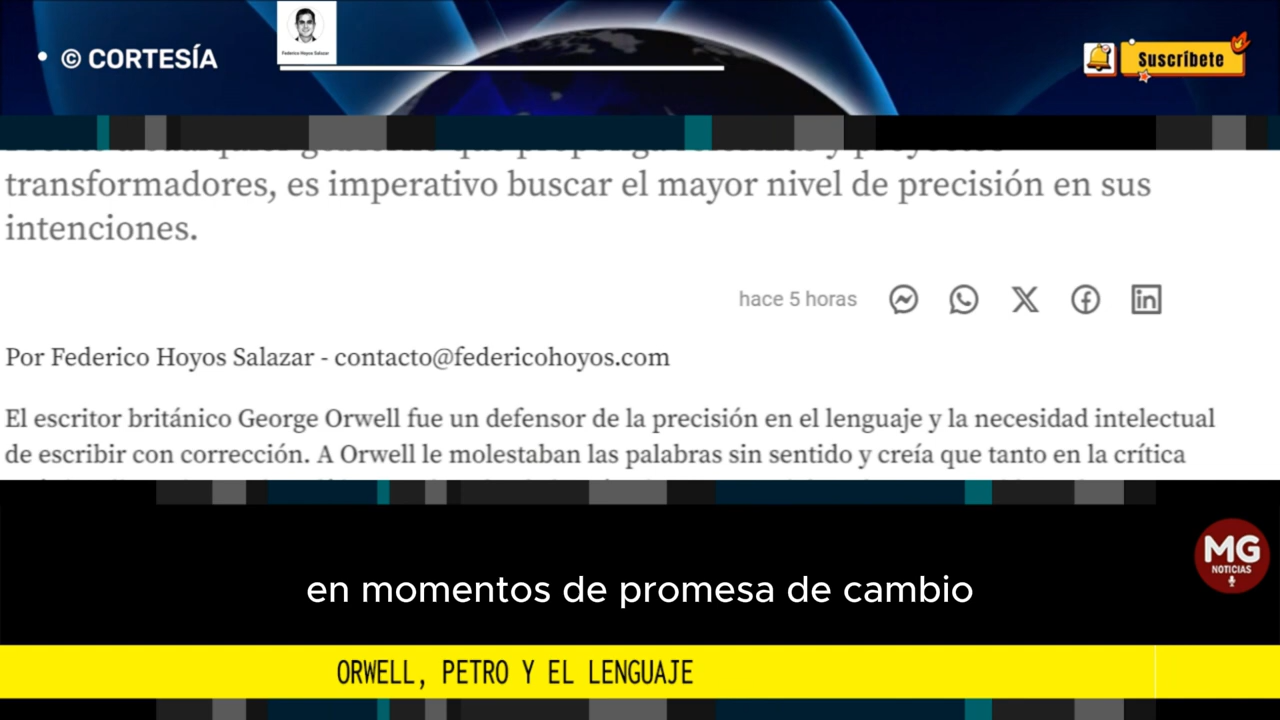 • © CORTESÍA
Federico Hoyos Salazar
Suscríbete
transformadores, es imperativo buscar el mayor nivel de precisión en sus
intenciones.
hace 5 horas
Por Federico Hoyos Salazar - contacto@federicohoyos.com
El escritor británico George Orwell fue un defensor de la precisión en el lenguaje y la necesidad intelectual
de escribir con corrección. A Orwell le molestaban las palabras sin sentido y creía que tanto en la crítica
MG
NOTICIAS
en momentos de promesa de cambio
ORWELL, PETRO Y EL LENGUAJE